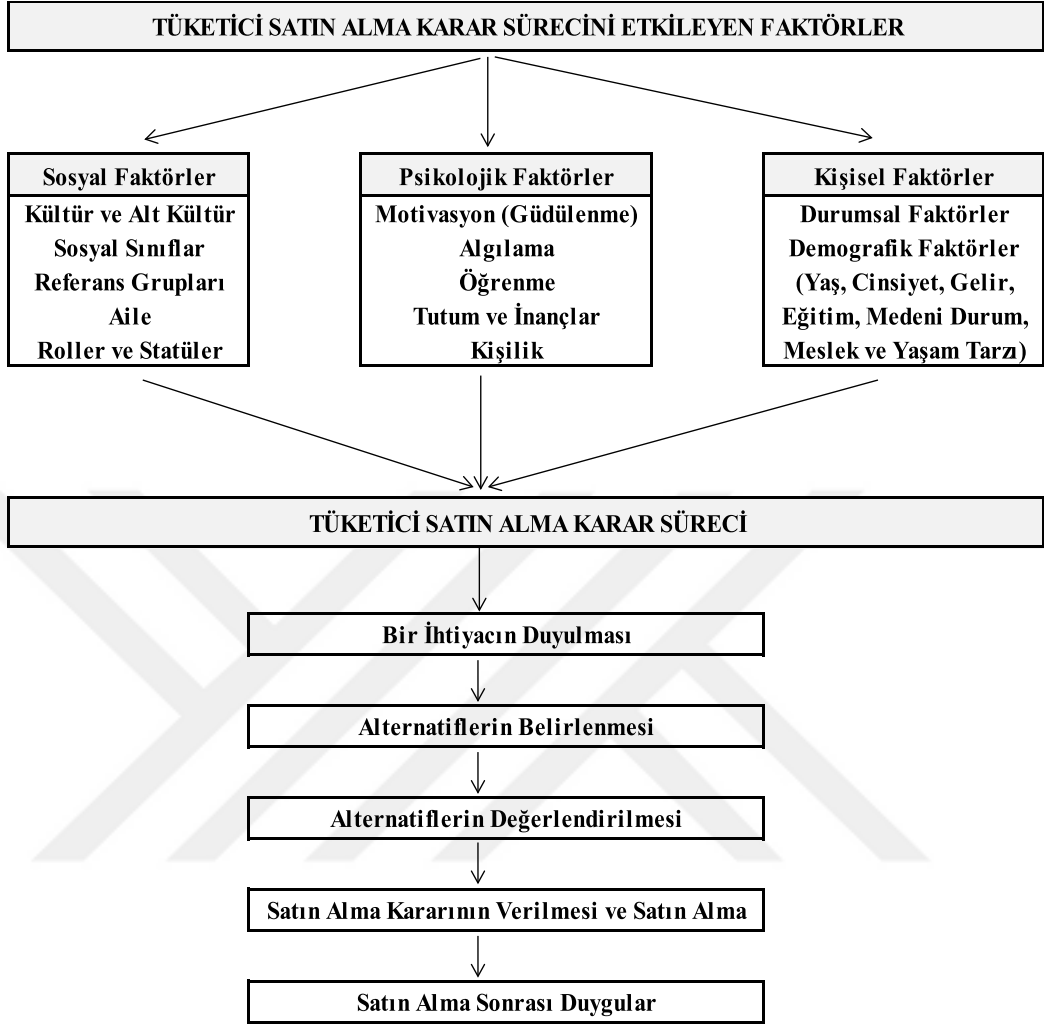 TÜKETİCİ SATIN ALMA KARAR SÜRECİNİ ETKİLEYEN FAKTÖRLER
Sosyal Faktörler
Kültür ve Alt Kültür
Sosyal Sınıflar
Referans Grupları
Aile
Roller ve Statüler
Psikolojik Faktörler
Motivasyon (Güdülenme)
Algılama
Öğrenme
Tutum ve İnançlar
Kişilik
Kişisel Faktörler
Durumsal Faktörler
Demografik Faktörler
(Yaş, Cinsiyet, Gelir,
Eğitim, Medeni Durum,
Meslek ve Yaşam Tarzı)
TÜKETİCİ SATIN ALMA KARAR SÜRECİ
Bir İhtiyacın Duyulması
Alternatiflerin Belirlenmesi
Alternatiflerin Değerlendirilmesi
Satın Alma Kararının Verilmesi ve Satın Alma
Satın Alma Sonrası Duygular